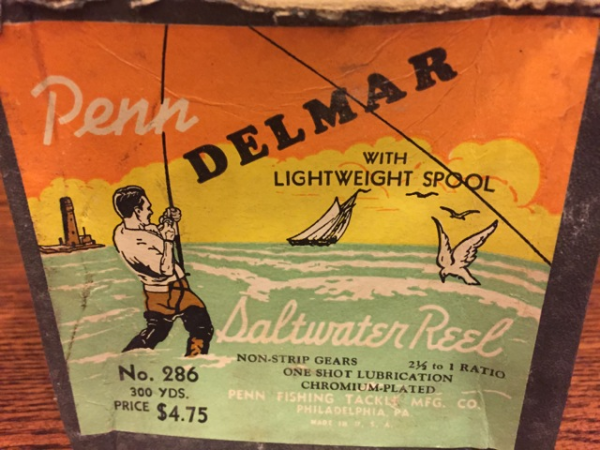 Penn
DELMAR
WITH
LIGHTWEIGHT SPOOL
Saltwater Reel
NON-STRIP GEARS 2½ to 1 RATIO
ONE SHOT LUBRICATION
CHROMIUM-PLATED
No. 286
300 YDS.
PRICE $4.75
PENN FISHING TACKLE MFG. CO.
PHILADELPHIA, PA.
MADE IN U. S. A.